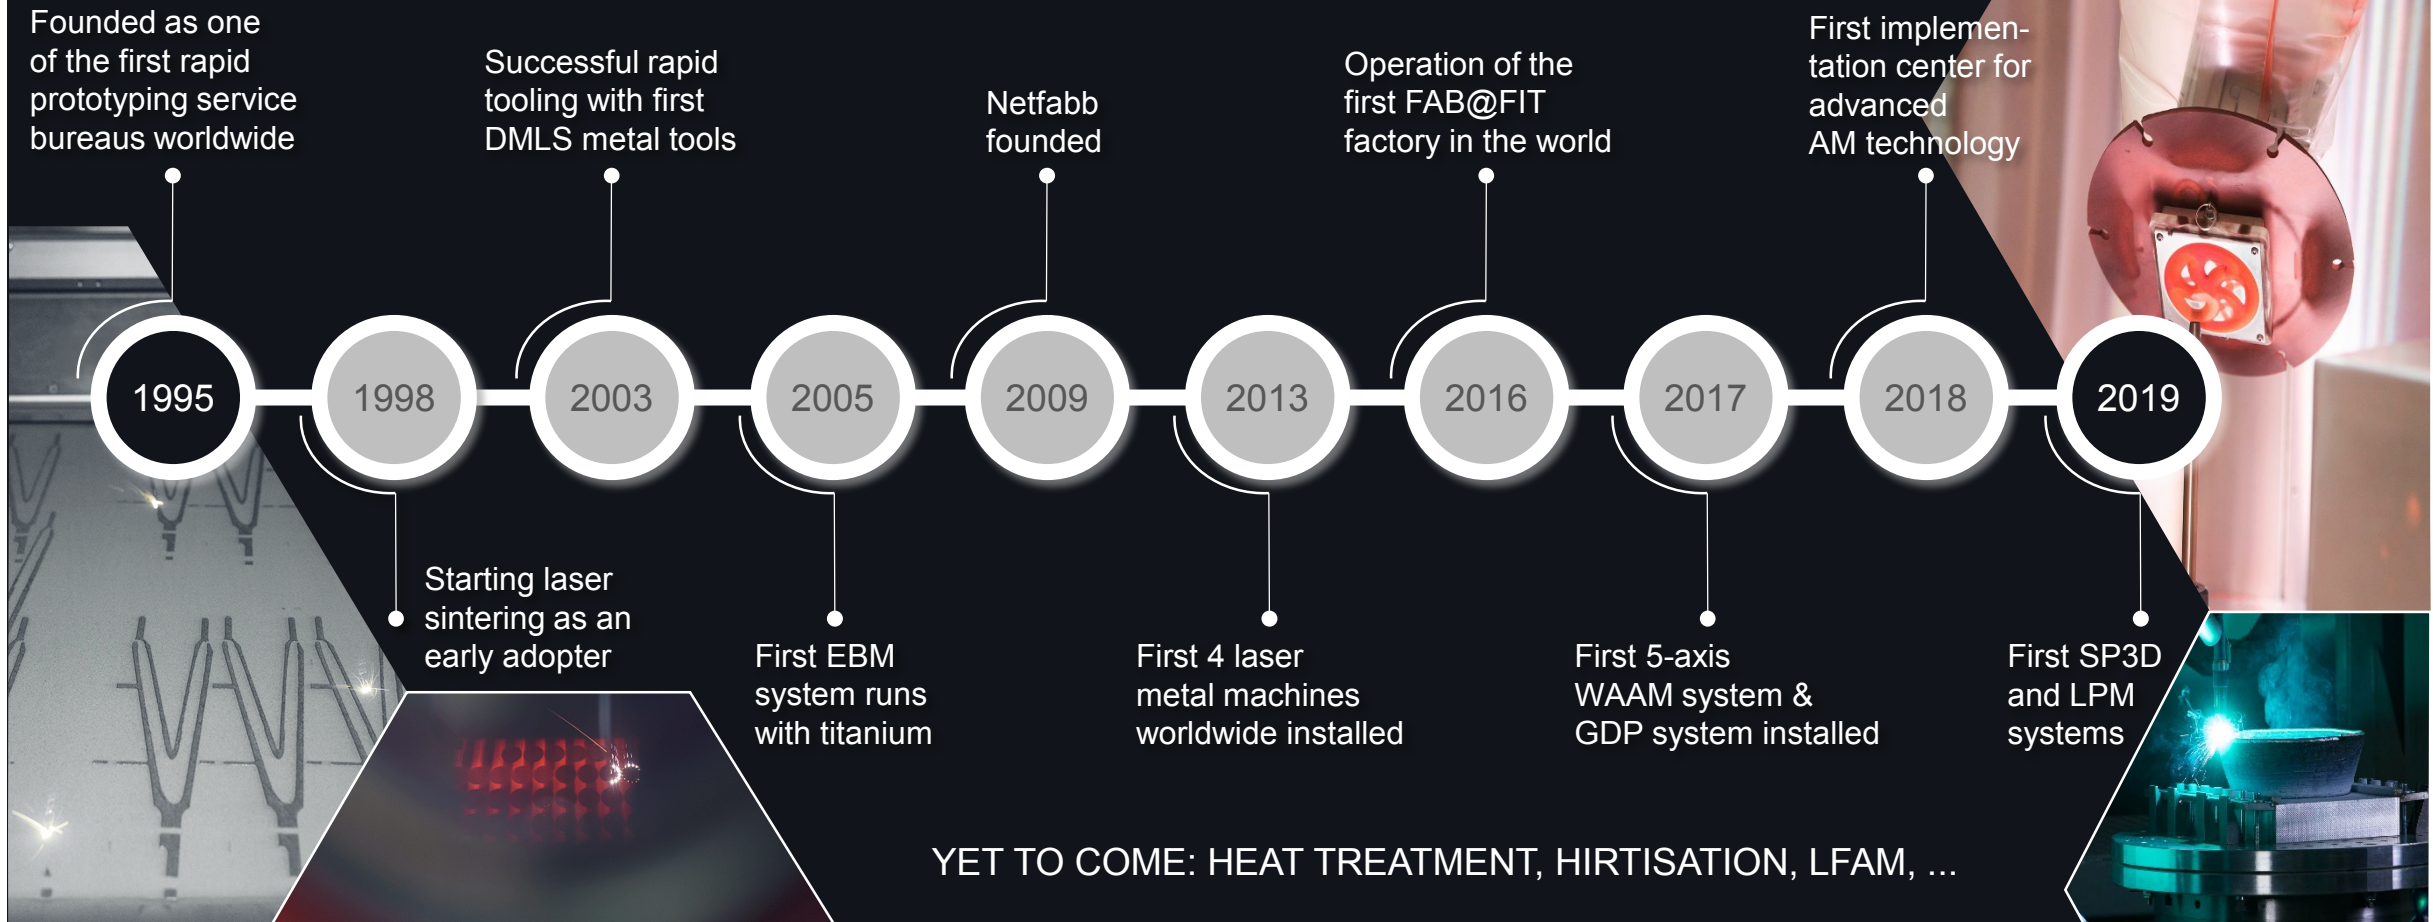 Founded as one
of the first rapid
prototyping service
bureaus worldwide
Successful rapid
tooling with first
DMLS metal tools
Netfabb
founded
Operation of the
first FAB@FIT
factory in the world
First implemen-
tation center for
advanced
AM technology
1995
1998
2003
2005
2009
2013
2016
2017
2018
2019
Starting laser
sintering as an
early adopter
First EBM
system runs
with titanium
First 4 laser
metal machines
worldwide installed
First 5-axis
WAAM system &
GDP system installed
First SP3D
and LPM
systems
YET TO COME: HEAT TREATMENT, HIRTISATION, LFAM, ...